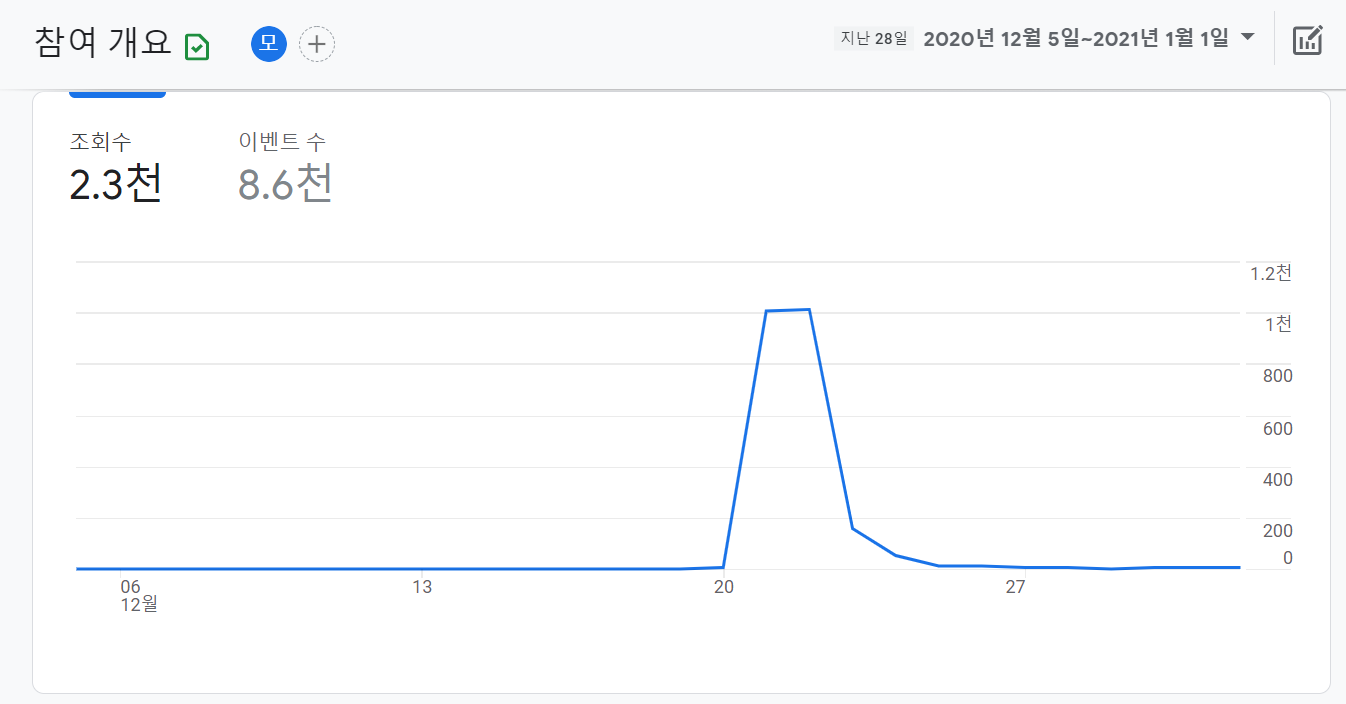 참여 개요
모
지난 28일 2020년 12월 5일~2021년 1월 1일
조회수
2.3천
이벤트 수
8.6천
1.2천
1천
800
600
400
200
0
06 13 20 27
12월